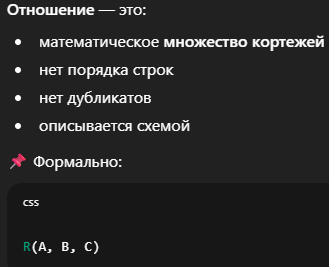 Отношение — это:
• математическое множество кортежей
• нет порядка строк
• нет дубликатов
• описывается схемой
📌 Формально:
css
R(A, B, C)